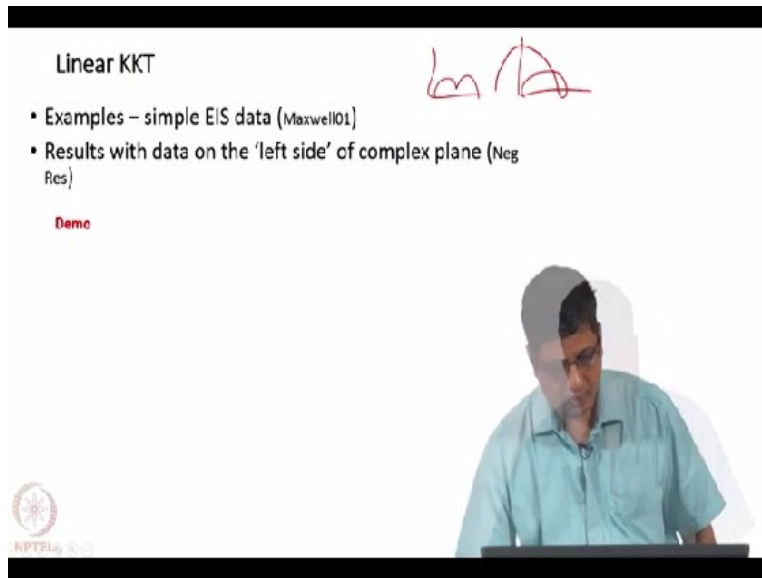 Linear KKT
• Examples – simple EIS data (Maxwell01)
• Results with data on the 'left side' of complex plane (Neg
Res)
Demo
NPTEL